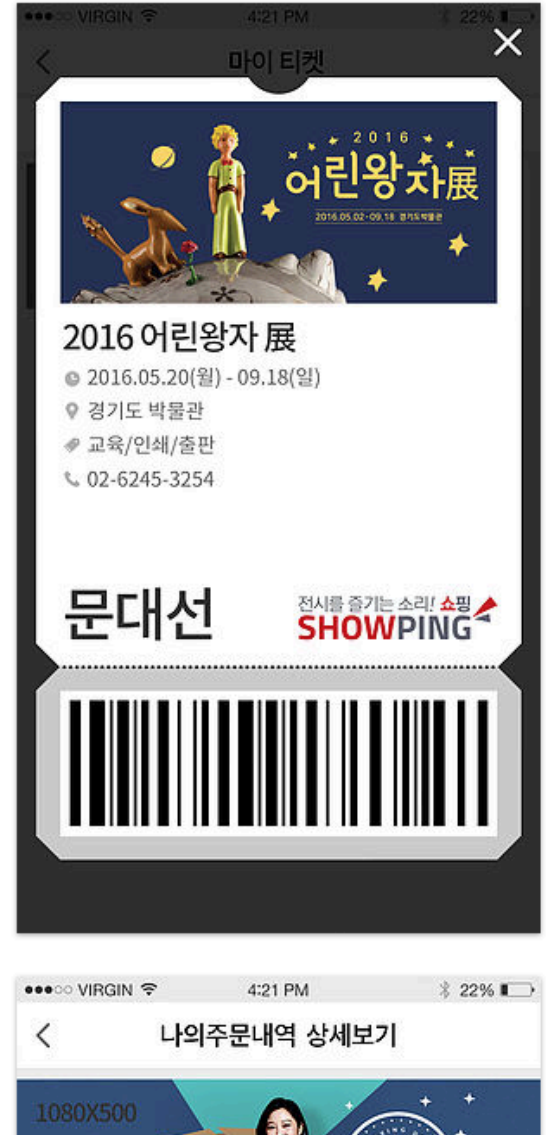 VIRGIN 4:21 PM 22%
마이 티켓
2016
어린왕자展
2016.05.02-09.18 경기도박물관
2016 어린왕자 展
2016.05.20(월) - 09.18(일)
경기도 박물관
교육/인쇄/출판
02-6245-3254
문대선
전시를 즐기는 소리! 쇼핑
SHOWPING
VIRGIN 4:21 PM 22%
나의주문내역 상세보기
1080X500